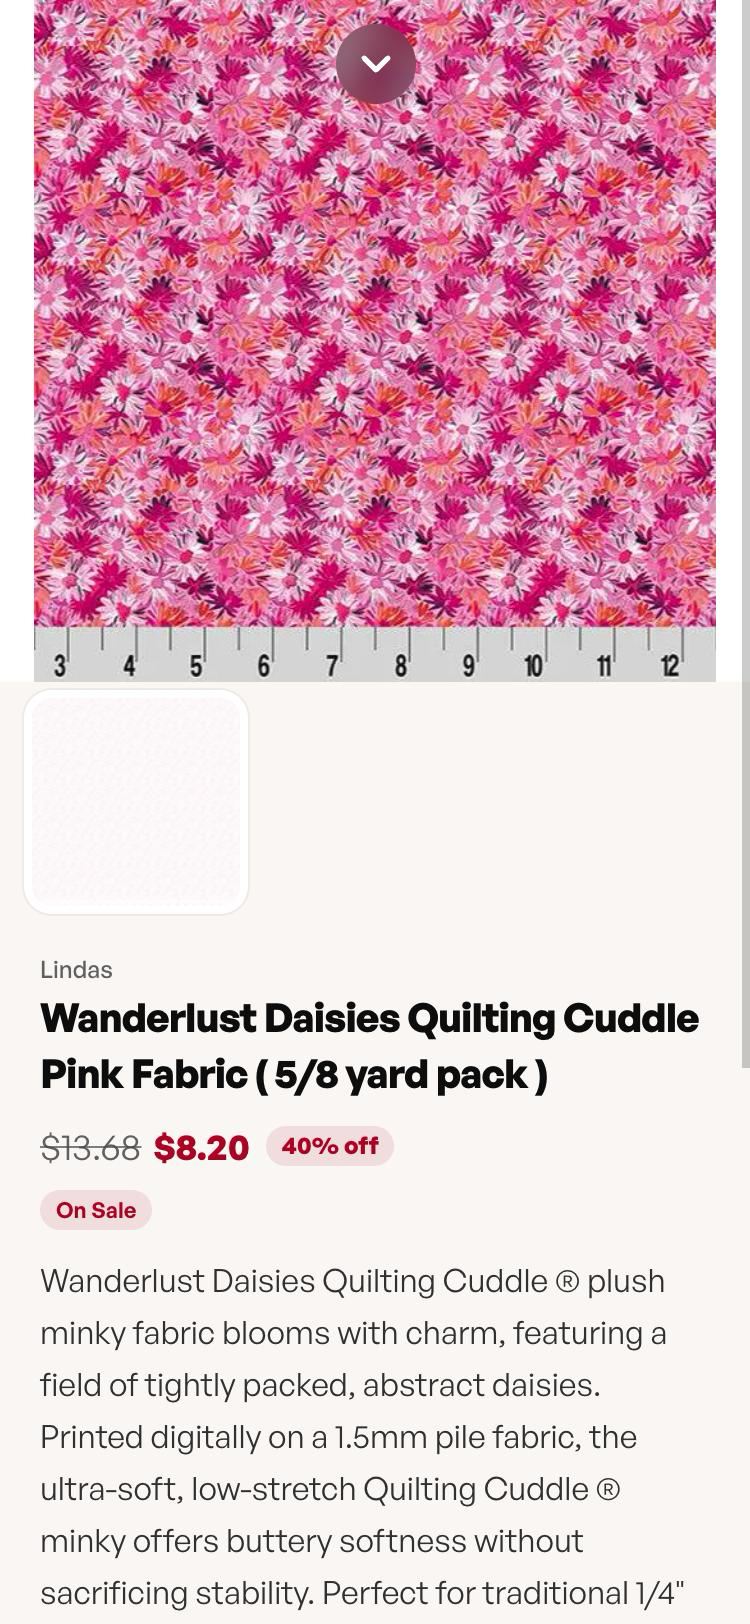 3 4 5 6 7 8 9 10 11 12
Lindas
Wanderlust Daisies Quilting Cuddle
Pink Fabric ( 5/8 yard pack )
$13.68 $8.20 40% off
On Sale
Wanderlust Daisies Quilting Cuddle ® plush
minky fabric blooms with charm, featuring a
field of tightly packed, abstract daisies.
Printed digitally on a 1.5mm pile fabric, the
ultra-soft, low-stretch Quilting Cuddle ®
minky offers buttery softness without
sacrificing stability. Perfect for traditional 1/4"